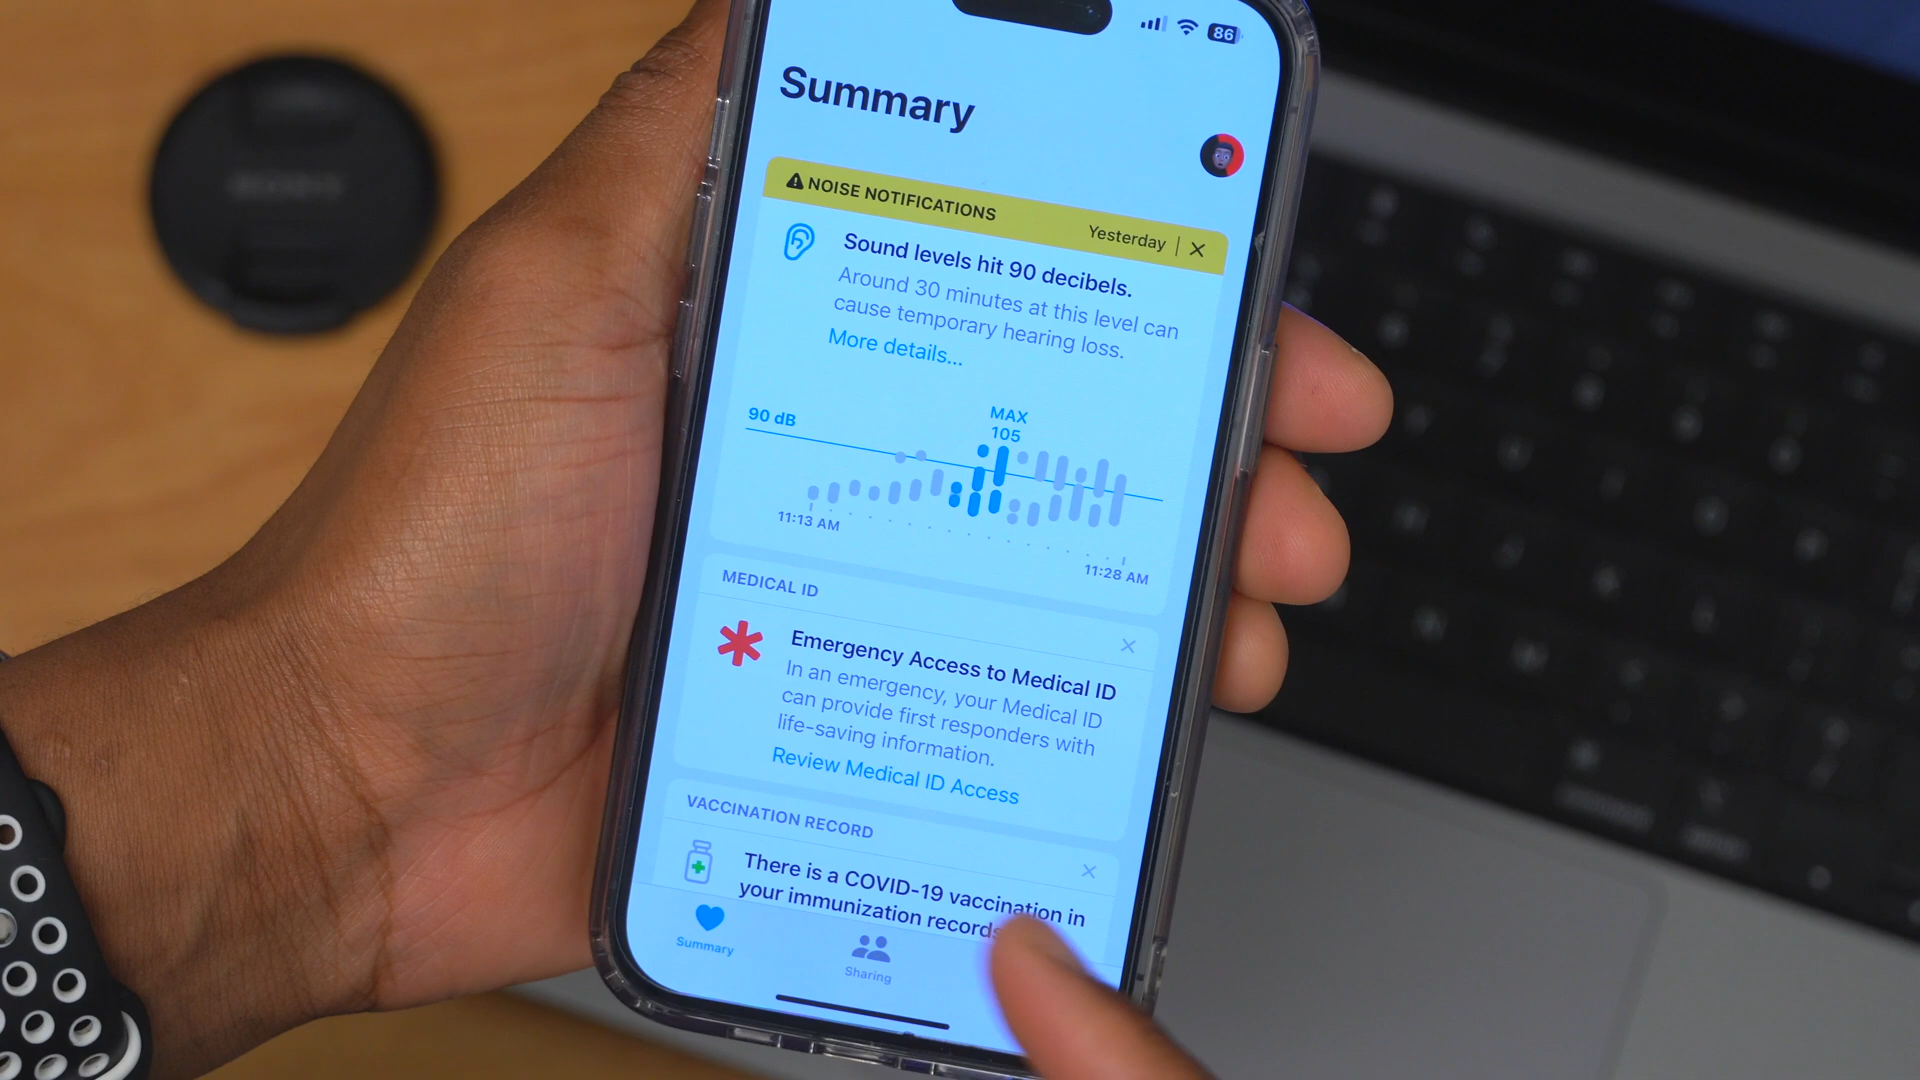 86
Summary
NOISE NOTIFICATIONS
Yesterday
Sound levels hit 90 decibels.
Around 30 minutes at this level can
cause temporary hearing loss.
More details...
90 dB
MAX
105
11:13 AM
11:28 AM
MEDICAL ID
Emergency Access to Medical ID
In an emergency, your Medical ID
can provide first responders with
life-saving information.
Review Medical ID Access
VACCINATION RECORD
There is a COVID-19 vaccination in
your immunization records
Summary
Sharing
SONY